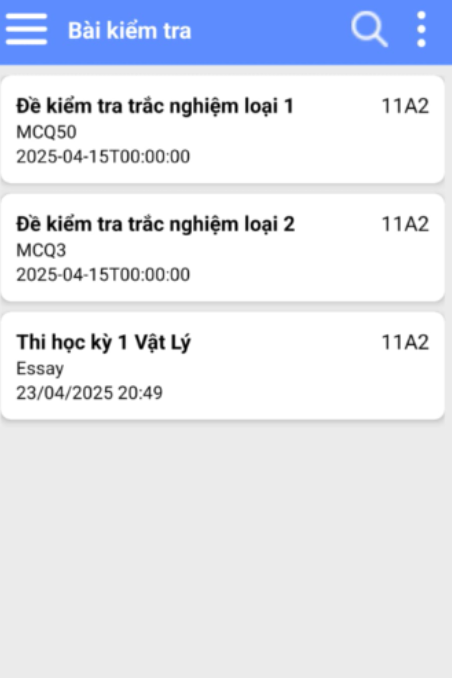 Bài kiểm tra
Đề kiểm tra trắc nghiệm loại 1 11A2
MCQ50
2025-04-15T00:00:00
Đề kiểm tra trắc nghiệm loại 2 11A2
MCQ3
2025-04-15T00:00:00
Thi học kỳ 1 Vật Lý 11A2
Essay
23/04/2025 20:49